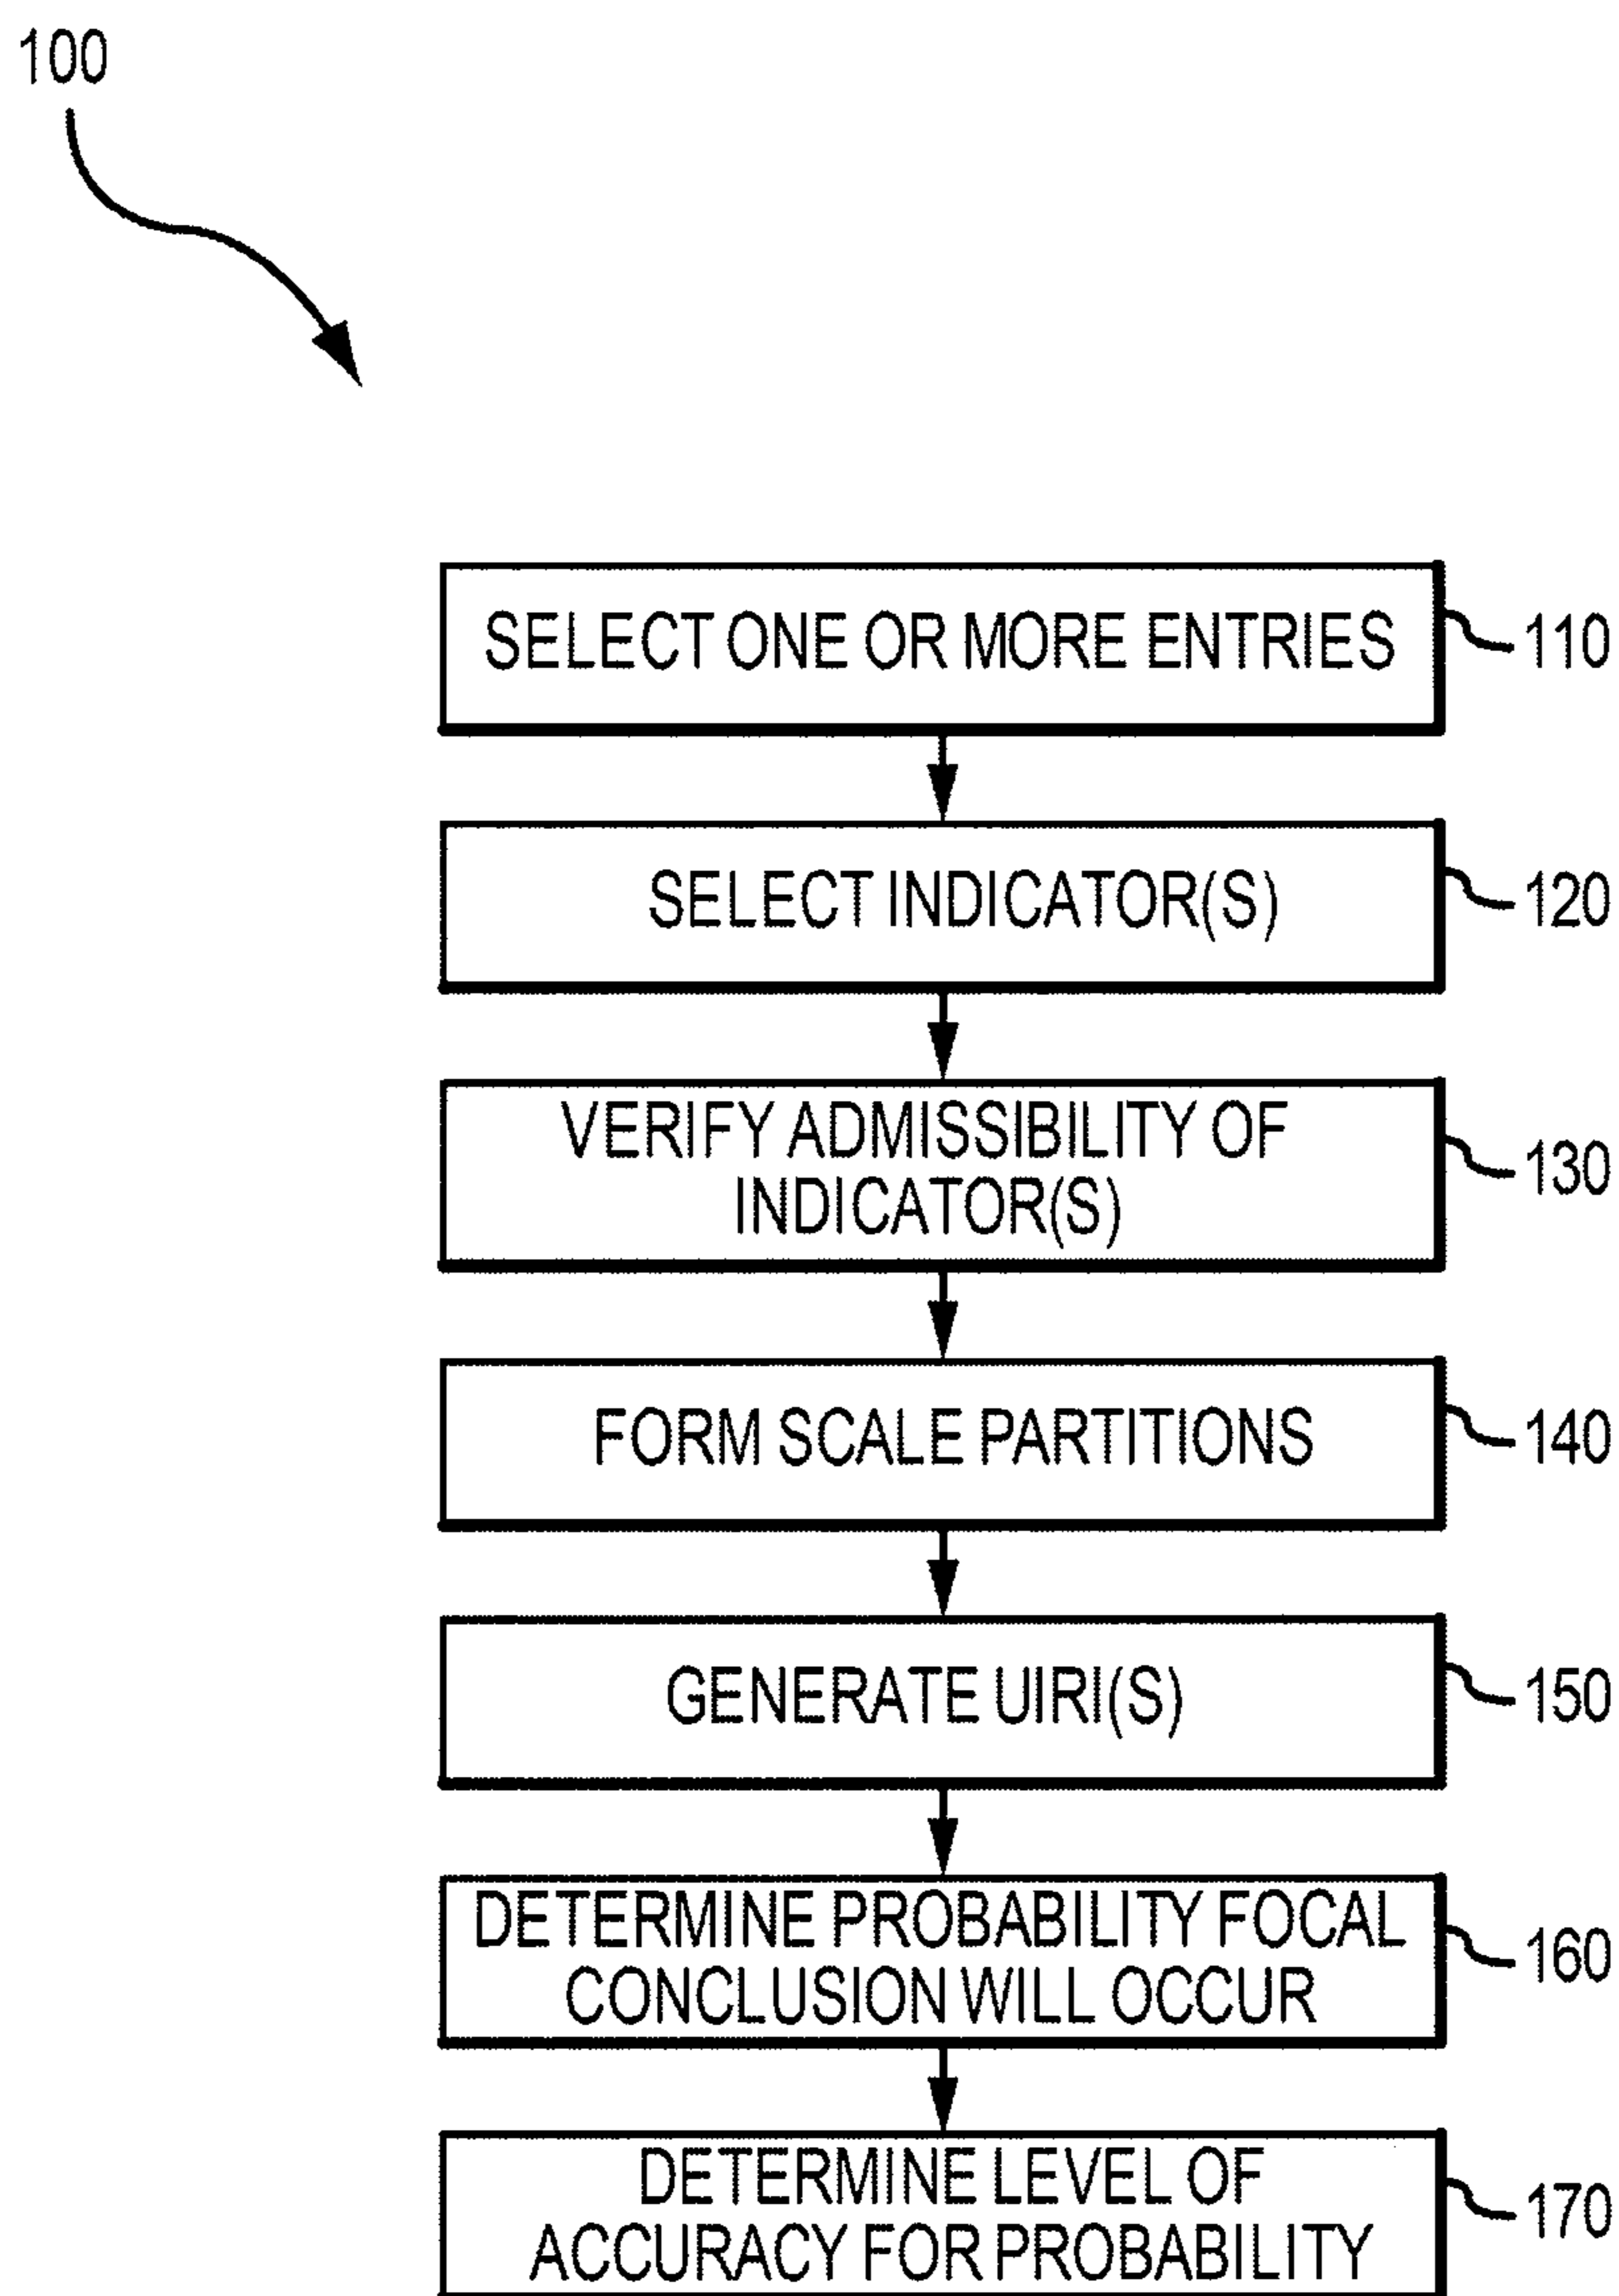 100
SELECT ONE OR MORE ENTRIES
110
SELECT INDICATOR(S)
120
VERIFY ADMISSIBILITY OF
INDICATOR(S)
130
FORM SCALE PARTITIONS
140
GENERATE UIRI(S)
150
DETERMINE PROBABILITY FOCAL
CONCLUSION WILL OCCUR
160
DETERMINE LEVEL OF
ACCURACY FOR PROBABILITY
170